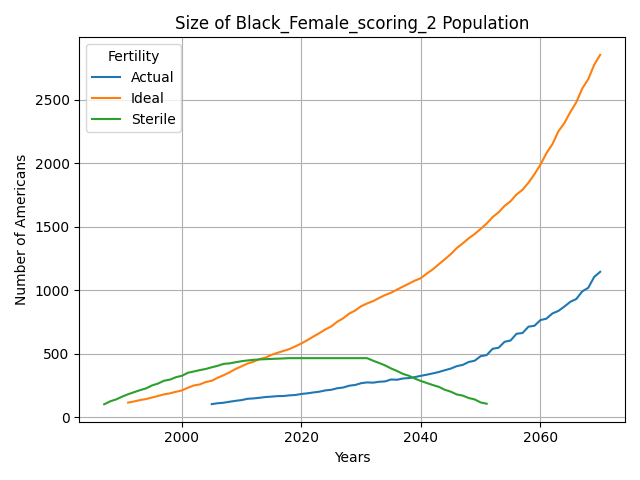 Size of Black_Female_scoring_2 Population
Fertility
Actual
Ideal
Sterile
Number of Americans
2500
2000
1500
1000
500
0
2000
2020
2040
2060
Years